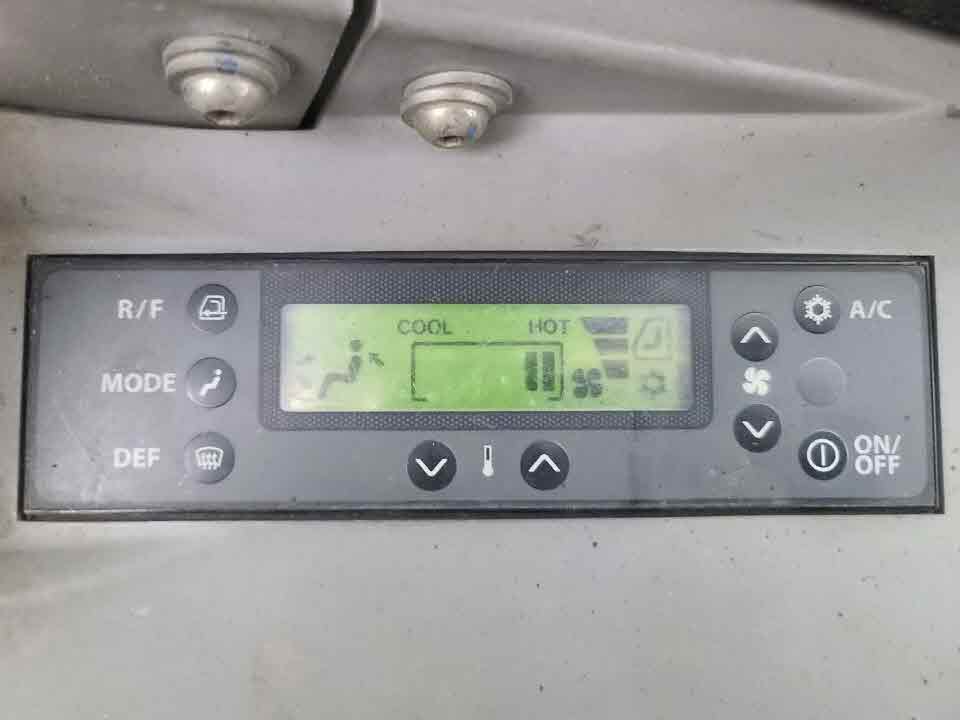 R/F
COOL HOT
A/C
MODE
DEF
ON/
OFF